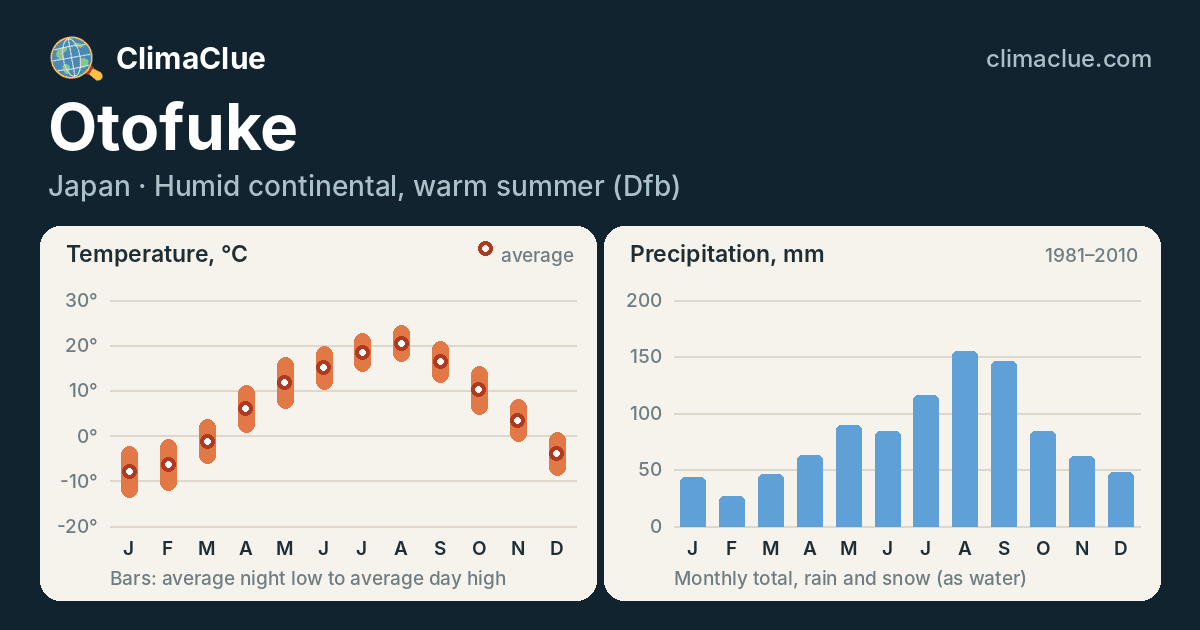 ClimaClue
climaclue.com
Otofuke
Japan · Humid continental, warm summer (Dfb)
Temperature, °C
average
30°
20°
10°
0°
-10°
-20°
J F M A M J J A S O N D
Bars: average night low to average day high
Precipitation, mm
1981–2010
200
150
100
50
0
J F M A M J J A S O N D
Monthly total, rain and snow (as water)